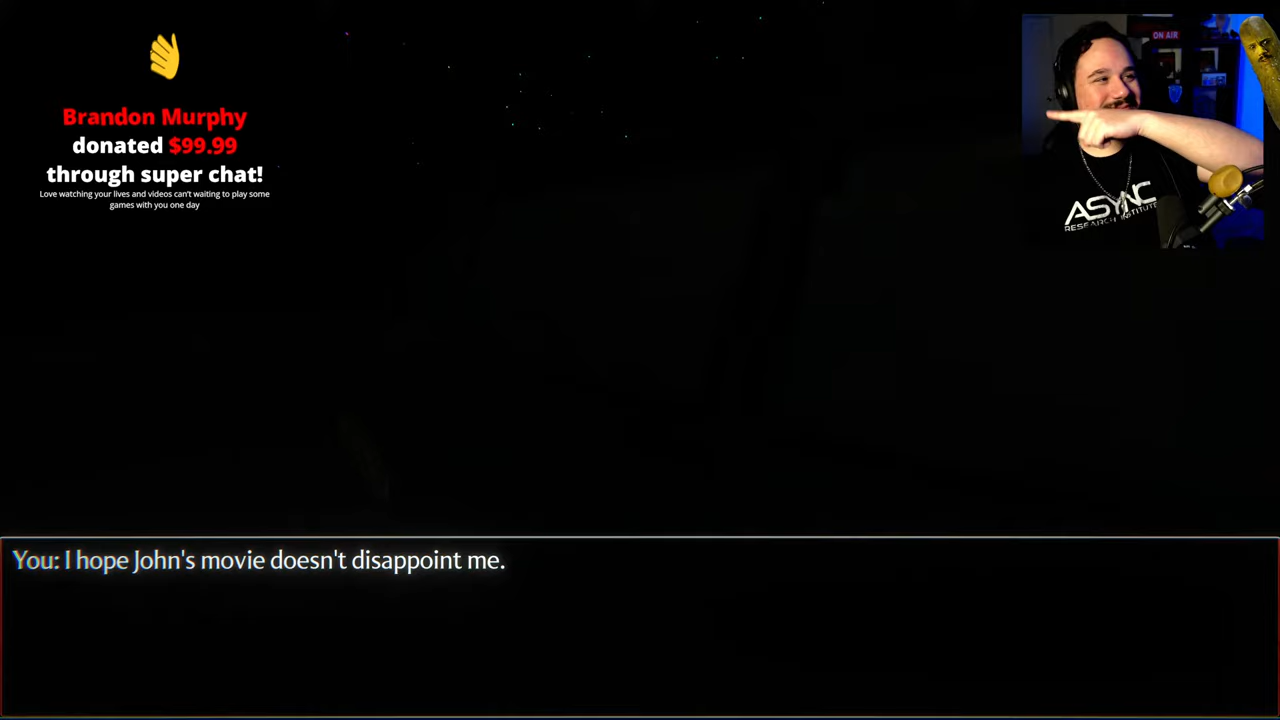 Brandon Murphy
donated $99.99
through super chat!
Love watching your lives and videos can't waiting to play some
games with you one day
ON AIR
ASYNC
RESEARCH INSTITUTE
You: I hope John's movie doesn't disappoint me.